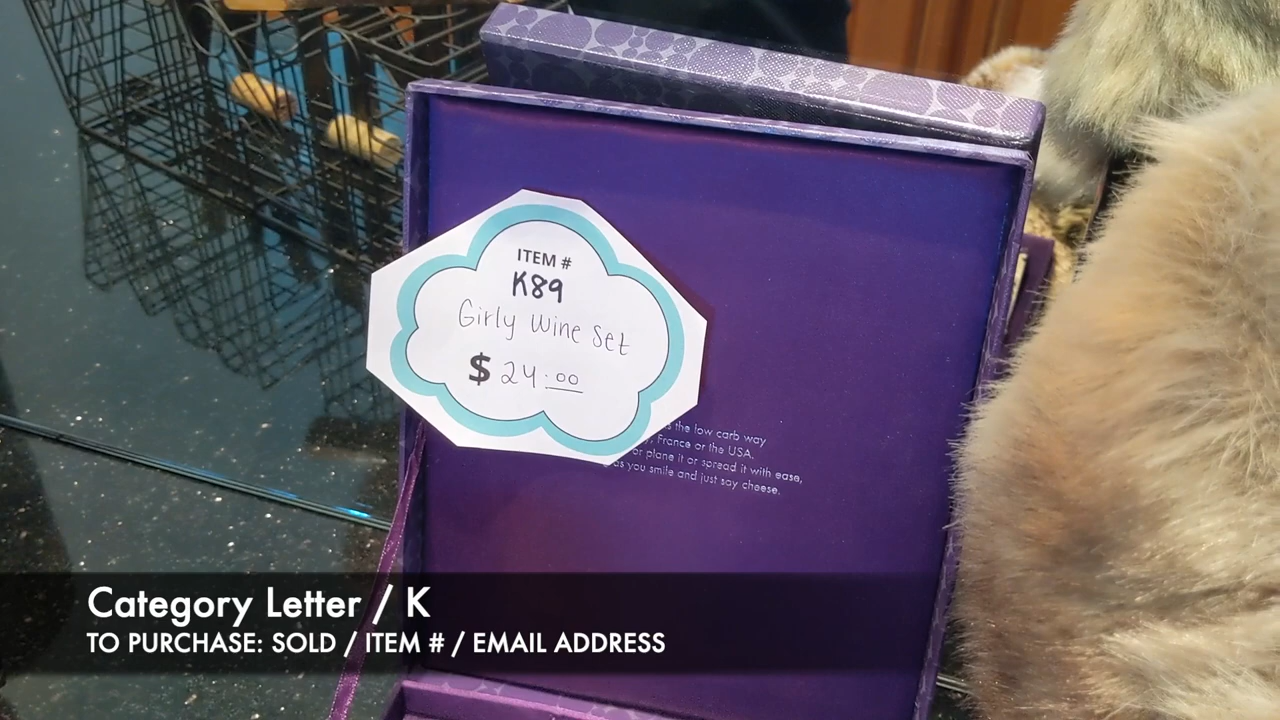 ITEM #
K89
Girly Wine Set
$ 24.00
the low carb way
France or the USA.
or plane it or spread it with ease,
as you smile and just say cheese.
Category Letter / K
TO PURCHASE: SOLD / ITEM # / EMAIL ADDRESS